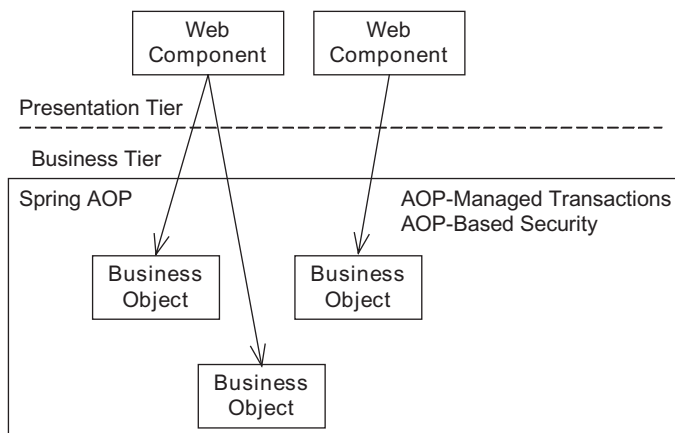 Web
Component
Web
Component
Presentation Tier
Business Tier
Spring AOP
AOP-Managed Transactions
AOP-Based Security
Business
Object
Business
Object
Business
Object